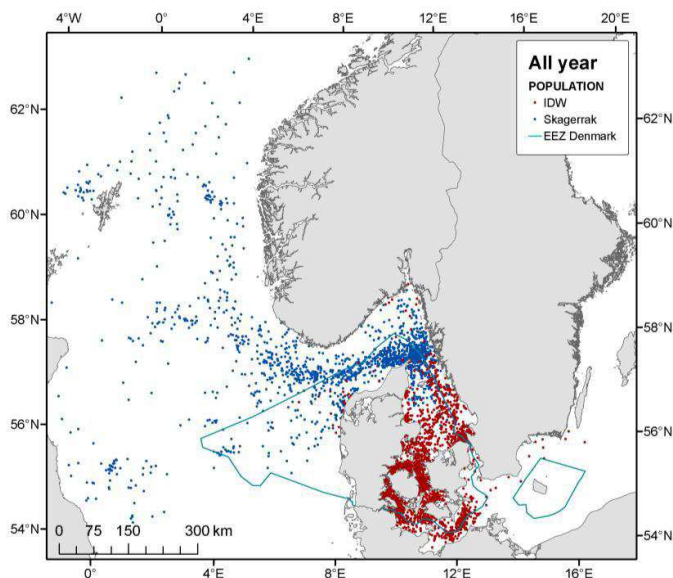 4°W 0° 4°E 8°E 12°E 16°E 20°E
All year
POPULATION
IDW
Skagerrak
EEZ Denmark
62°N 62°N
60°N 60°N
58°N 58°N
56°N 56°N
54°N 54°N
0 75 150 300 km
0° 4°E 8°E 12°E 16°E